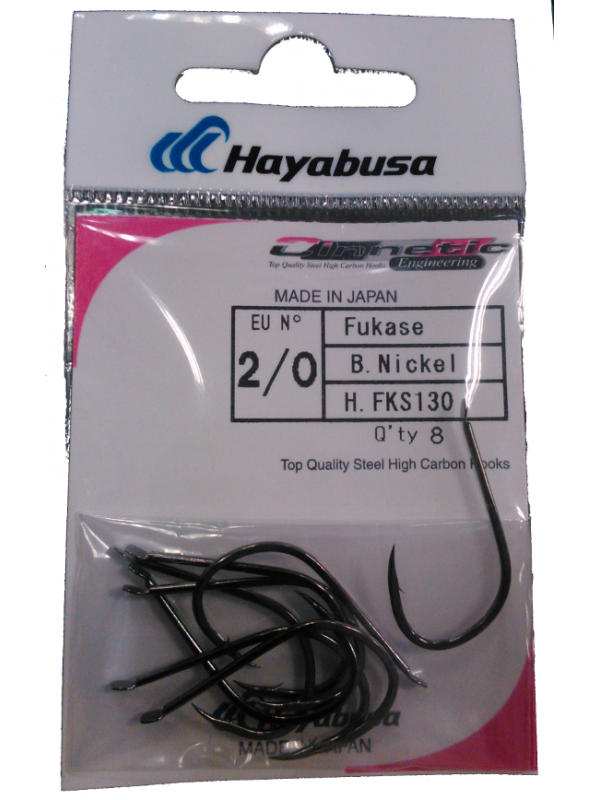 Hayabusa
Top Quality Steel High Carbon Hooks
Engineering
MADE IN JAPAN
EU Nº
2/0
Fukase
B. Nickel
H. FKS130
Q'ty 8
Top Quality Steel High Carbon Hooks
Hayabusa
MADE IN JAPAN